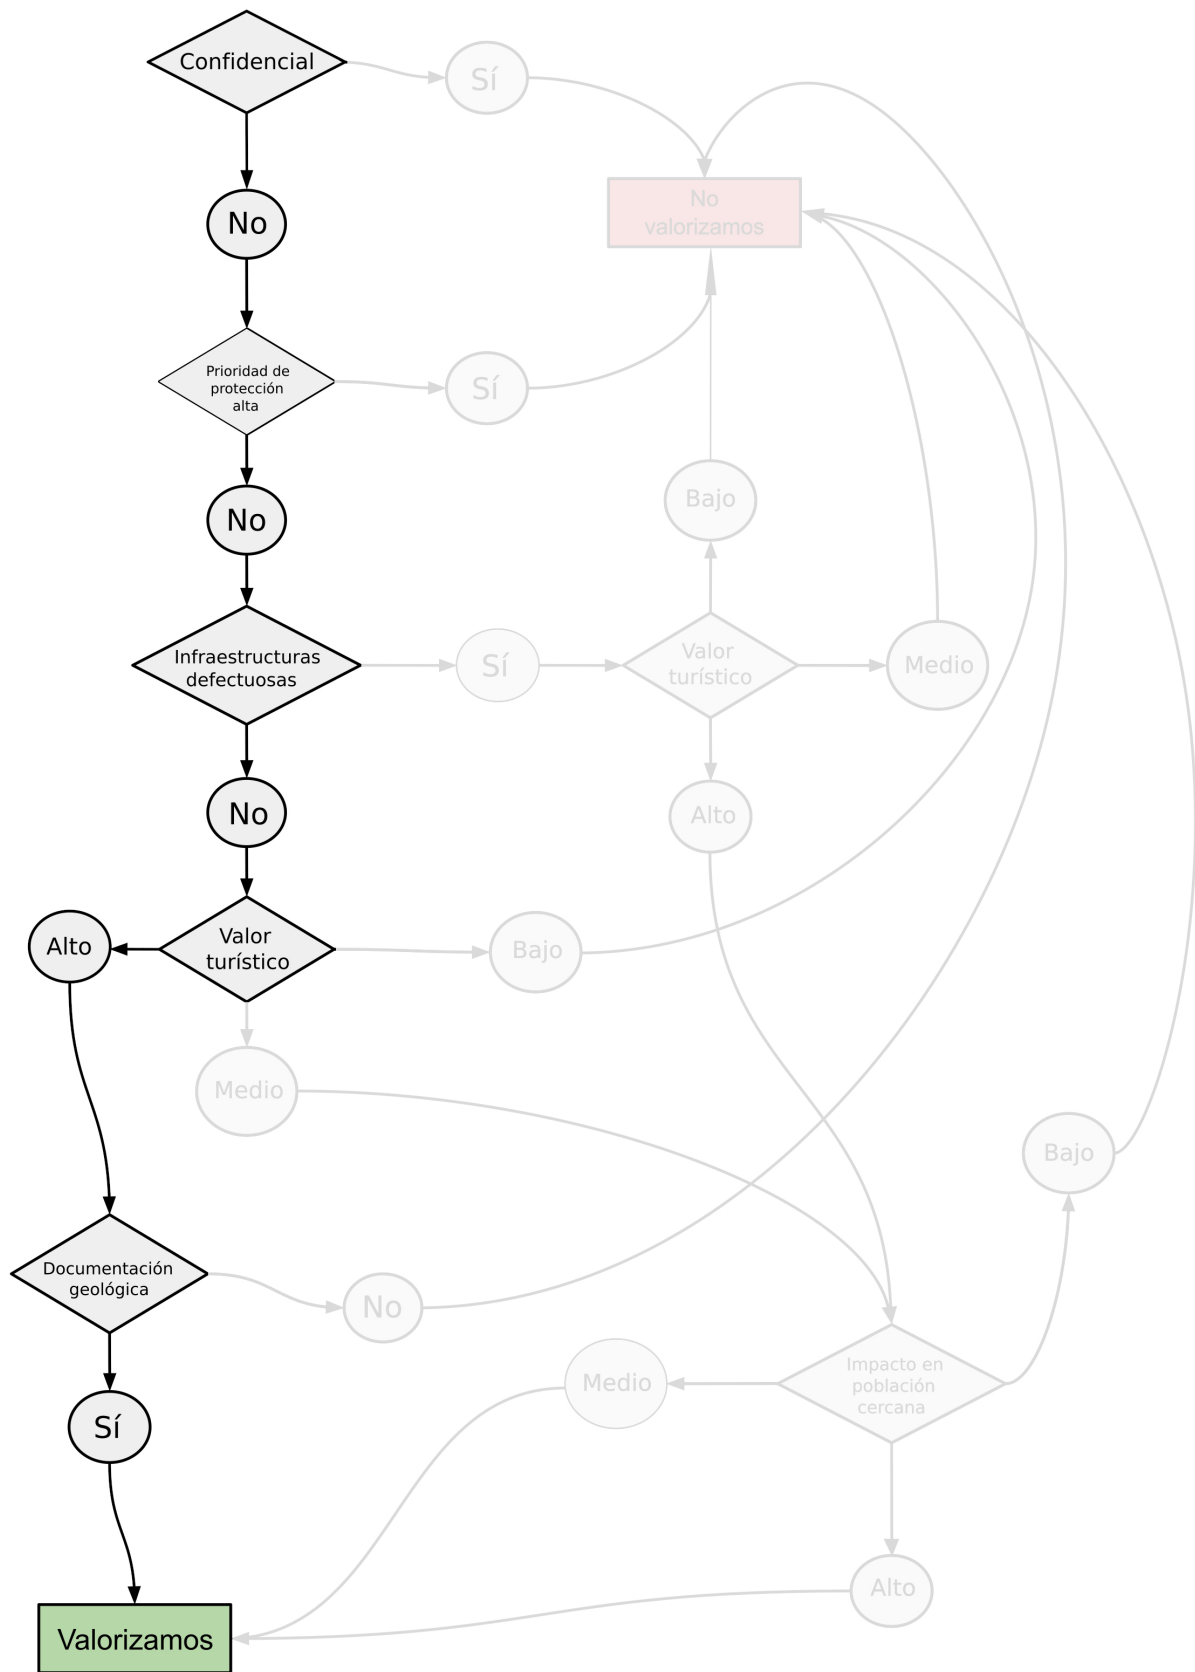 Confidencial
Sí
No
valorizamos
No
Prioridad de
protección
alta
Sí
Bajo
No
Infraestructuras
defectuosas
Sí
Valor
turístico
Medio
No
Alto
Valor
turístico
Alto
Bajo
Medio
Bajo
Documentación
geológica
No
Impacto en
población
cercana
Medio
Sí
Alto
Valorizamos